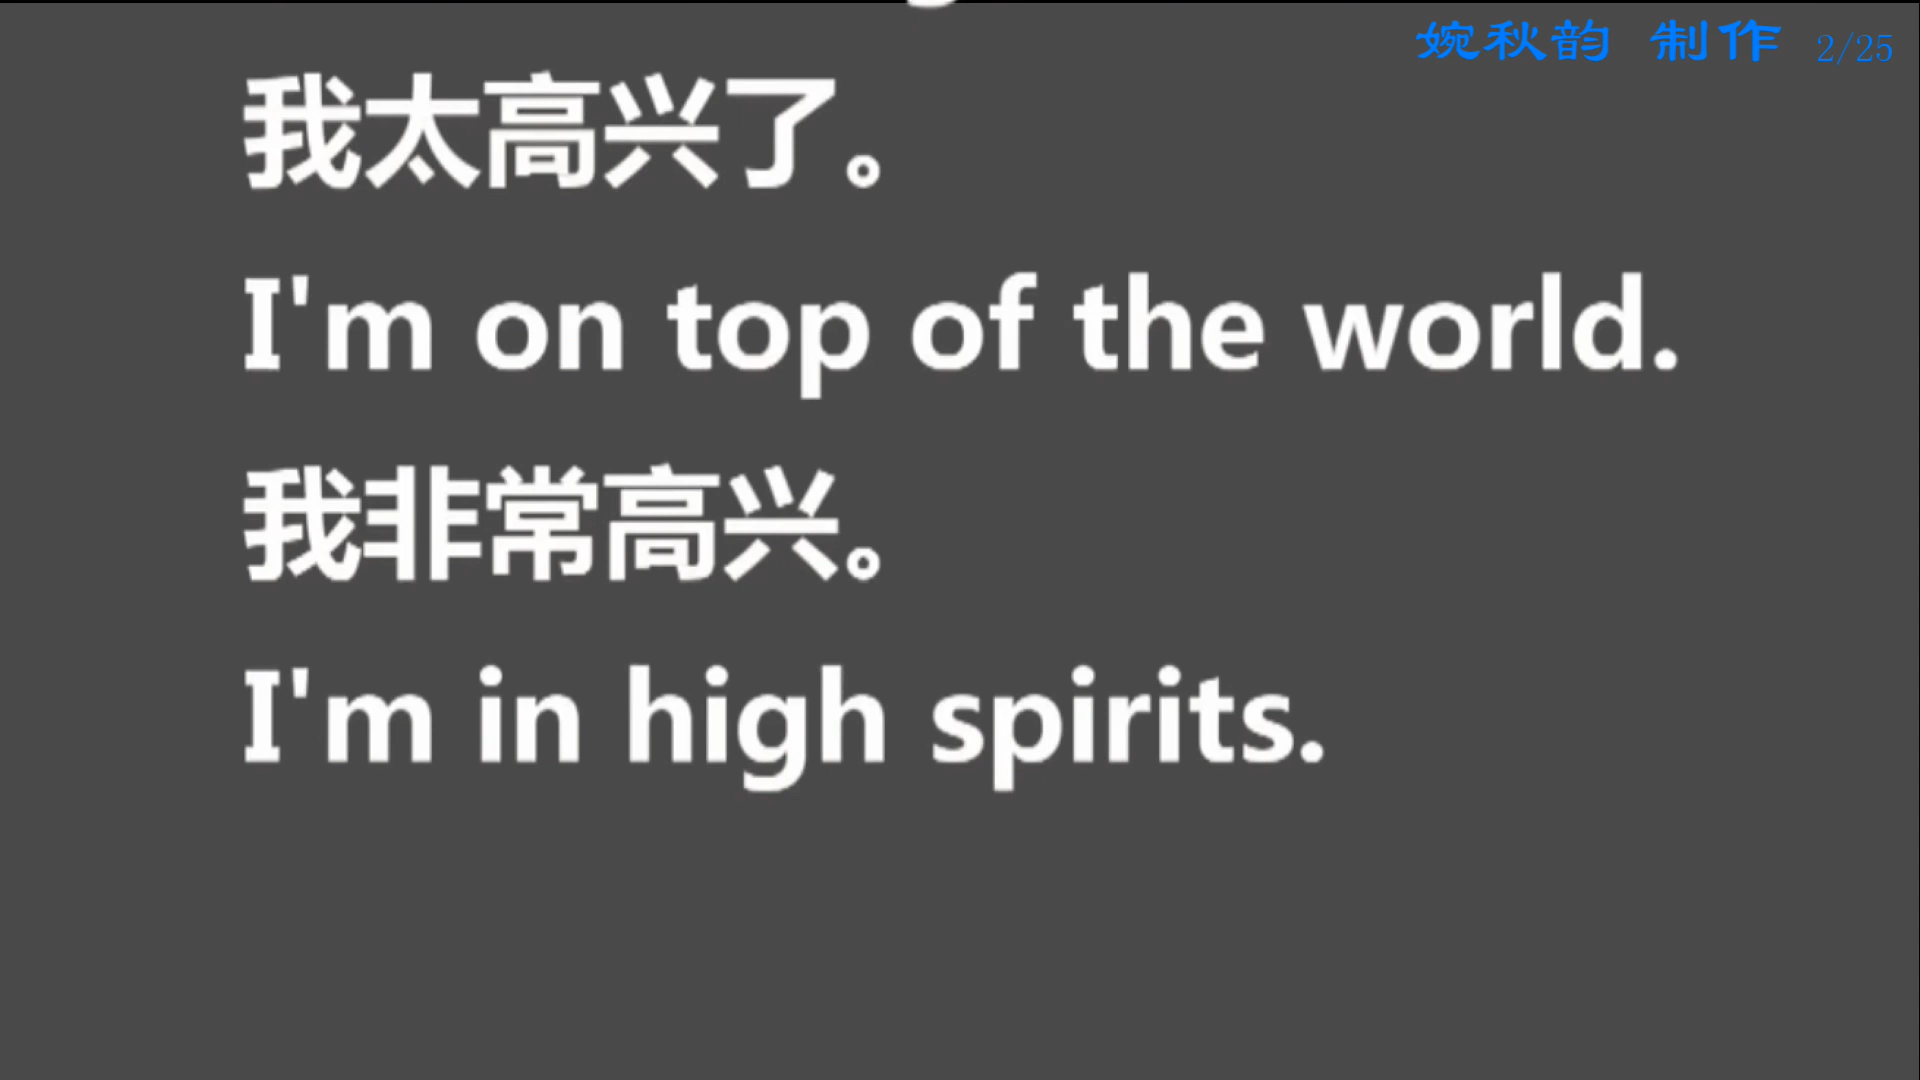 婉秋韵 制作 2/25
我太高兴了。
I'm on top of the world.
我非常高兴。
I'm in high spirits.